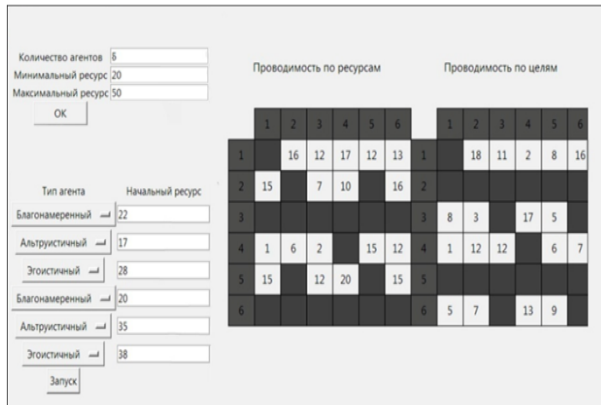 Количество агентов 6
Минимальный ресурс 20
Максимальный ресурс 50
ОК
Тип агента Начальный ресурс
Благонамеренный 22
Альтруистичный 17
Эгоистичный 28
Благонамеренный 20
Альтруистичный 35
Эгоистичный 38
Запуск
Проводимость по ресурсам
1 2 3 4 5 6
1 16 12 17 12 13
2 15 7 10 16
3
4 1 6 2 15 12
5 15 12 20 15
6
Проводимость по целям
1 2 3 4 5 6
1 18 11 2 8 16
2
3 8 3 17 5
4 1 12 12 6 7
5
6 5 7 13 9